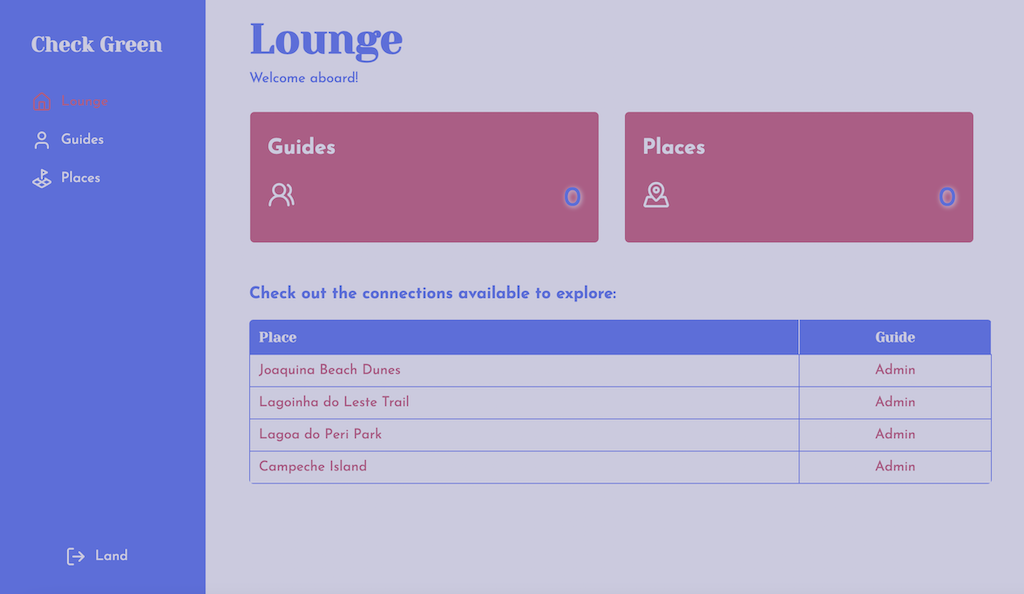 Check Green
Lounge
Guides
Places
Land
Lounge
Welcome aboard!
Guides
0
Places
0
Check out the connections available to explore:
Place Guide
Joaquina Beach Dunes Admin
Lagoinha do Leste Trail Admin
Lagoa do Peri Park Admin
Campeche Island Admin